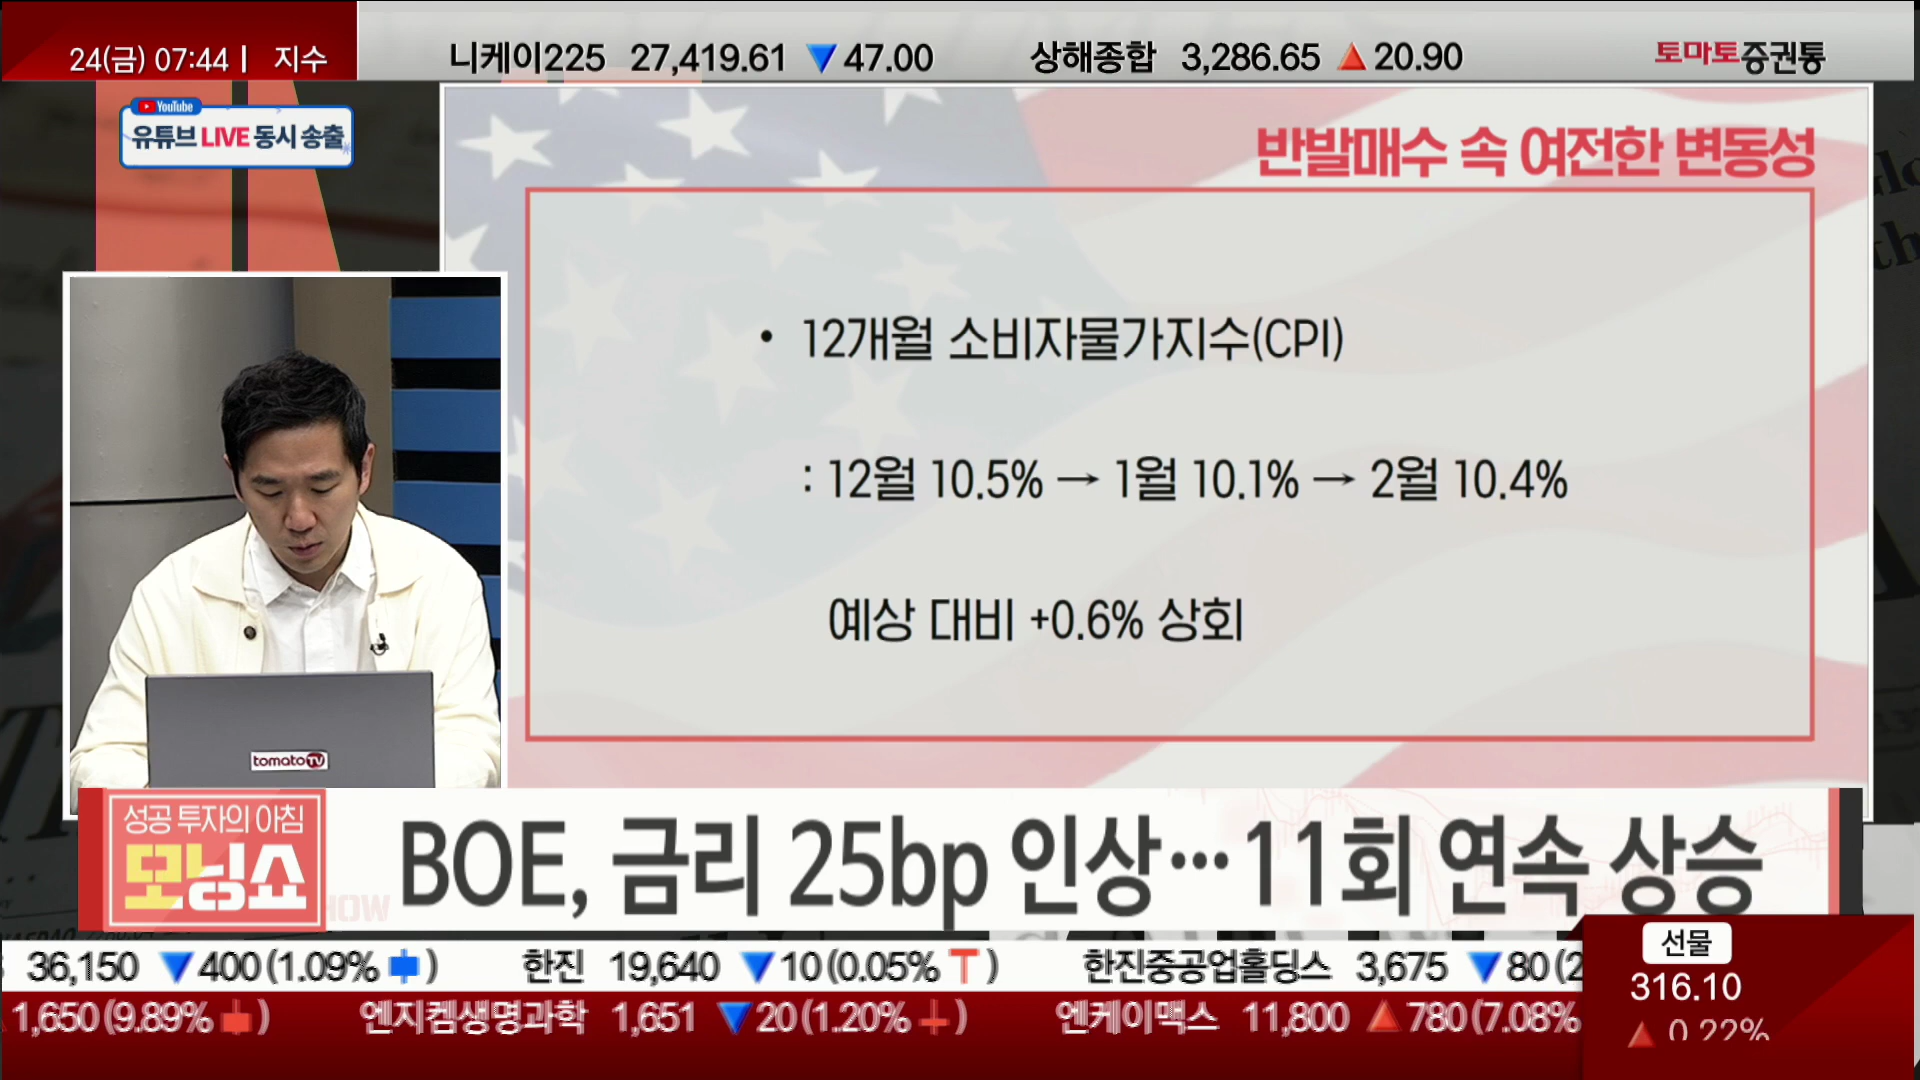 24(금) 07:44 | 지수
니케이225 27,419.61 ▼47.00 상해종합 3,286.65 ▲20.90
토마토증권통
YouTube
유튜브 LIVE 동시 송출
반발매수 속 여전한 변동성
• 12개월 소비자물가지수(CPI)
: 12월 10.5% → 1월 10.1% → 2월 10.4%
예상 대비 +0.6% 상회
tomatoTV
성공 투자의 아침
모닝쇼
BOE, 금리 25bp 인상…11회 연속 상승
36,150 ▼400(1.09%) 한진 19,640 ▼10(0.05%) 한진중공업홀딩스 3,675 ▼80(2
1,650(9.89%) 엔지켐생명과학 1,651 ▼20(1.20%) 엔케이맥스 11,800 ▲780(7.08%
선물
316.10
▲ 0.22%